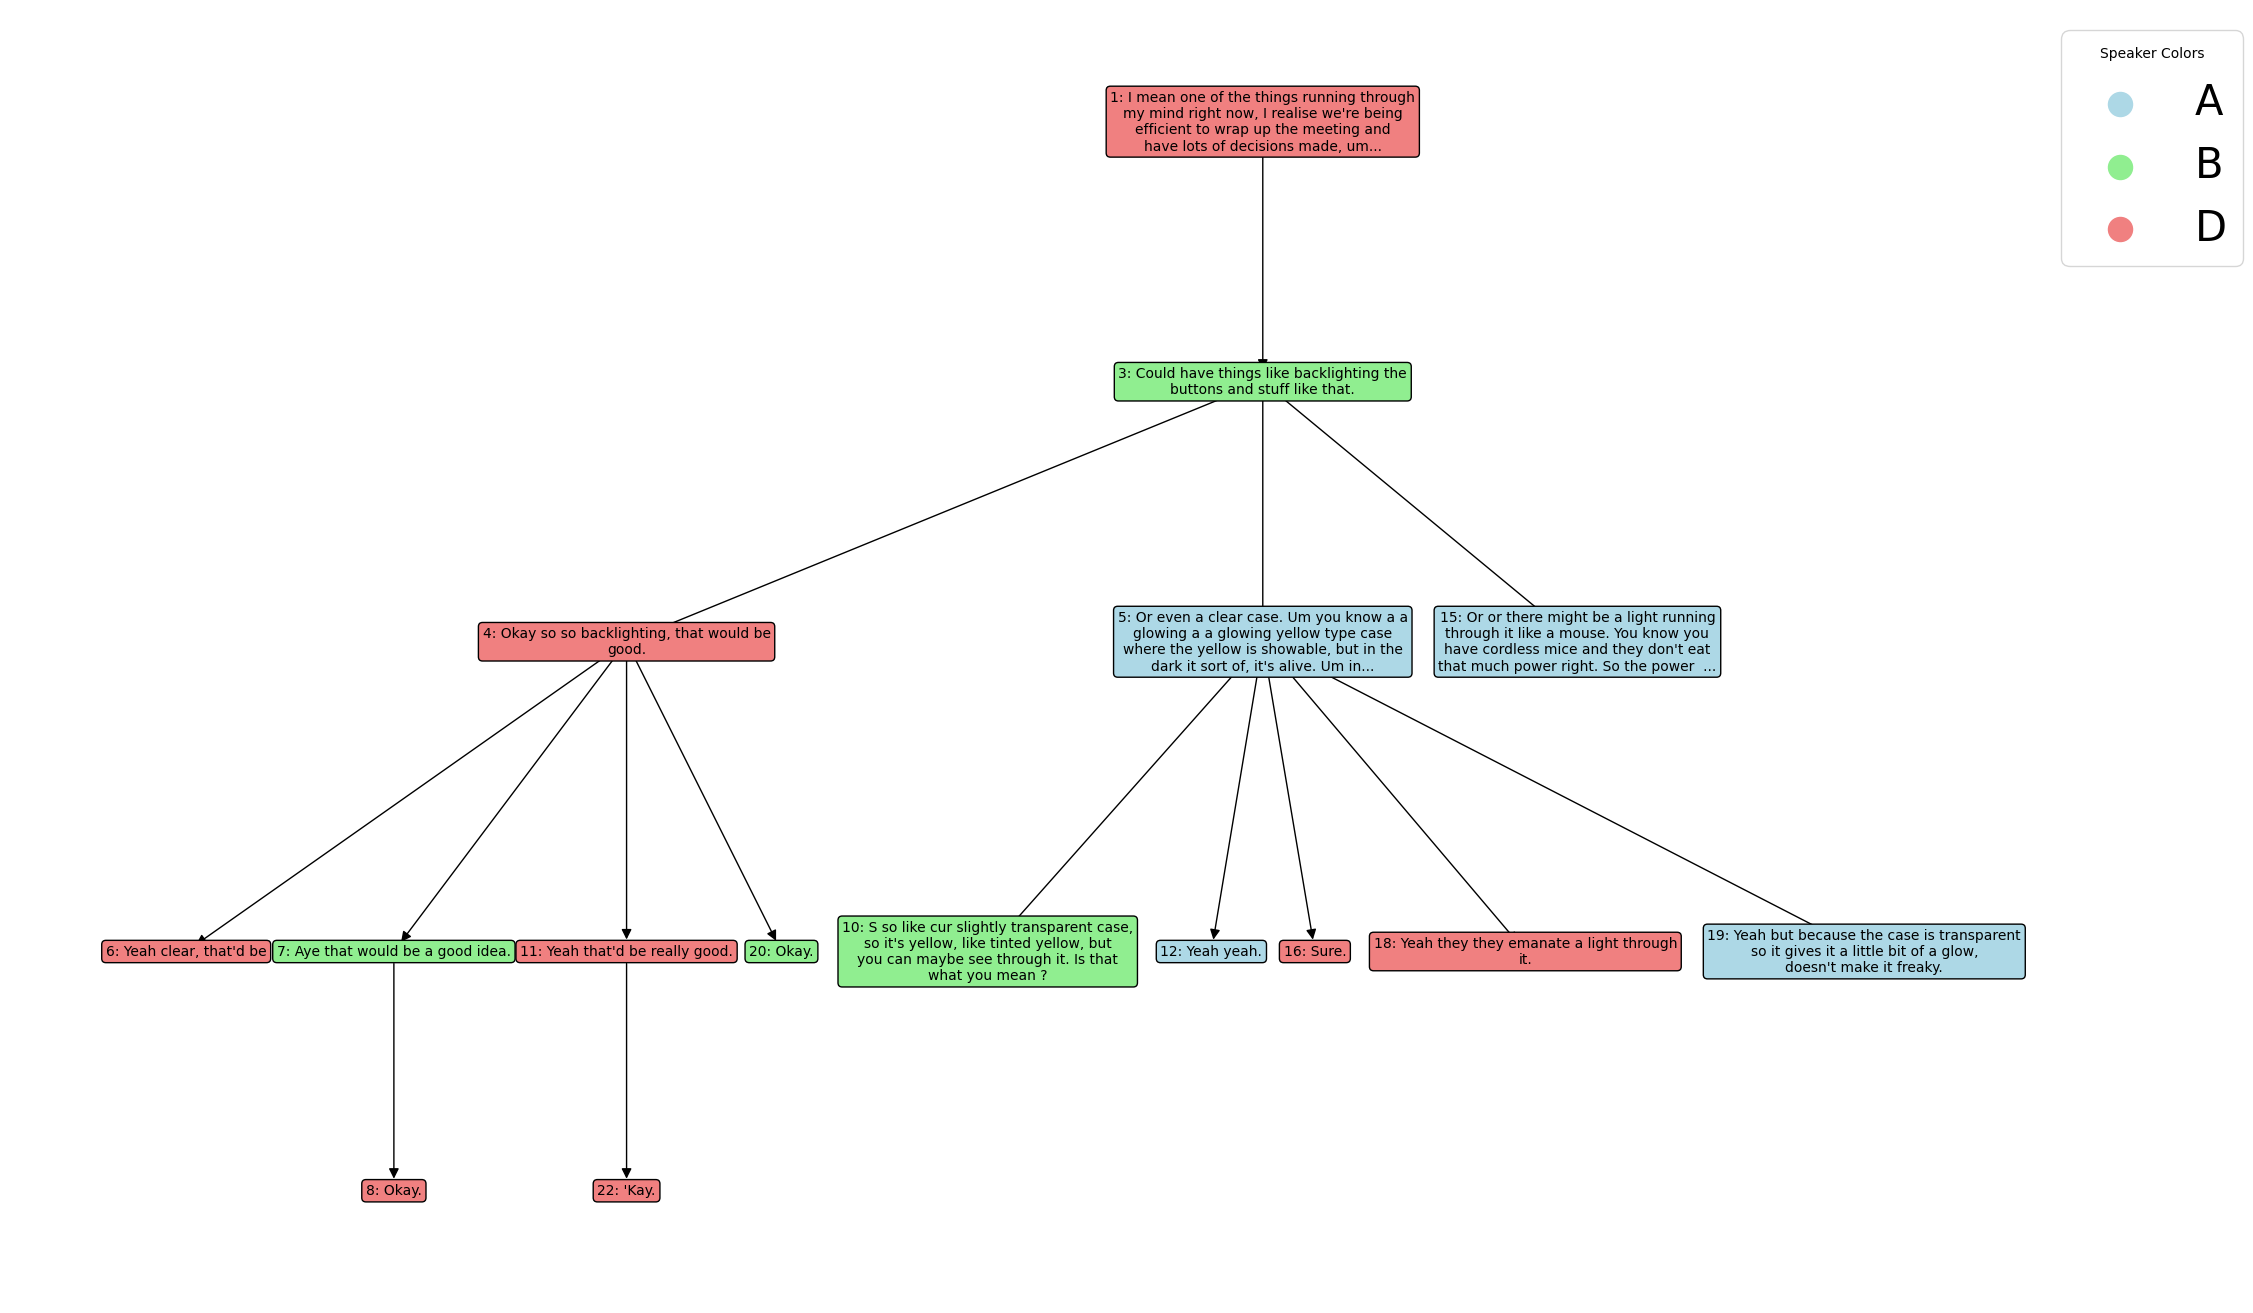 Speaker Colors
A
B
D
1: I mean one of the things running through
my mind right now, I realise we're being
efficient to wrap up the meeting and
have lots of decisions made, um...
3: Could have things like backlighting the
buttons and stuff like that.
4: Okay so so backlighting, that would be
good.
5: Or even a clear case. Um you know a a
glowing a a glowing yellow type case
where the yellow is showable, but in the
dark it sort of, it's alive. Um in...
15: Or or there might be a light running
through it like a mouse. You know you
have cordless mice and they don't eat
that much power right. So the power  ...
6: Yeah clear, that'd be
7: Aye that would be a good idea.
11: Yeah that'd be really good.
20: Okay.
10: S so like cur slightly transparent case,
so it's yellow, like tinted yellow, but
you can maybe see through it. Is that
what you mean ?
12: Yeah yeah.
16: Sure.
18: Yeah they they emanate a light through
it.
19: Yeah but because the case is transparent
so it gives it a little bit of a glow,
doesn't make it freaky.
8: Okay.
22: 'Kay.